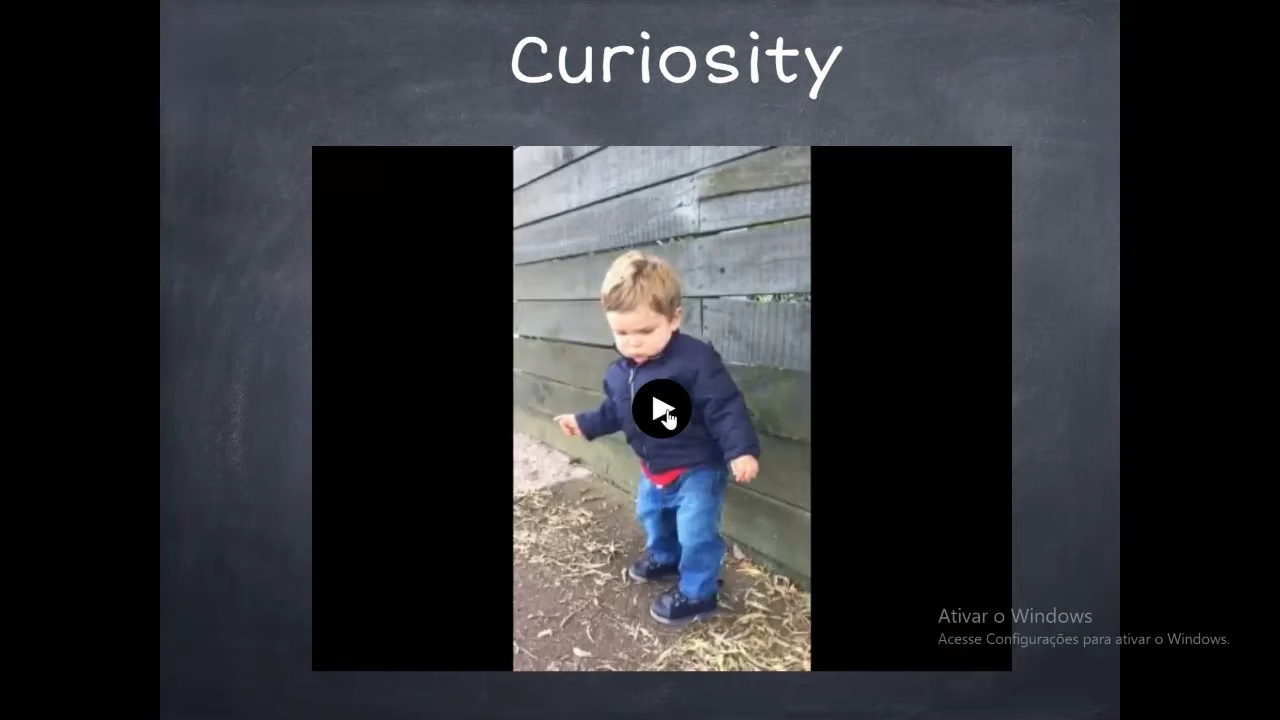 Curiosity
Ativar o Windows
Acesse Configurações para ativar o Windows.